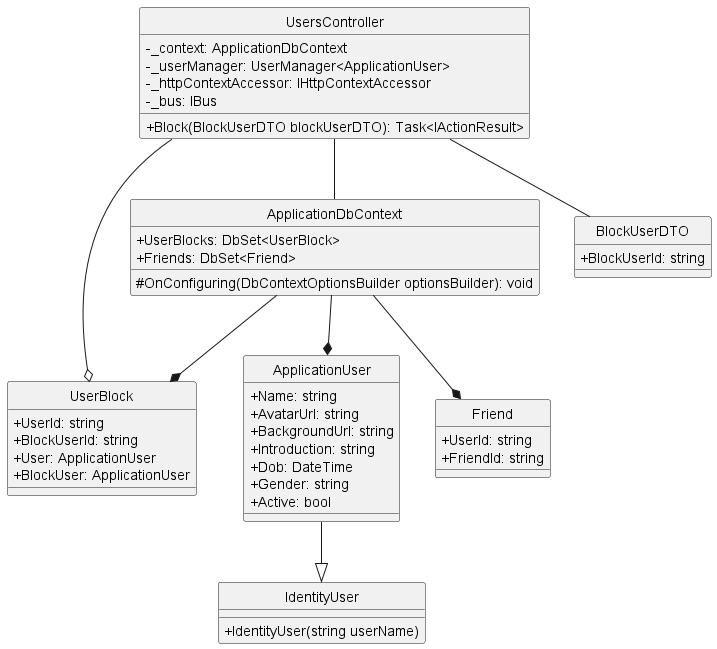 UsersController
-_context: ApplicationDbContext
-_userManager: UserManager<ApplicationUser>
-_httpContextAccessor: IHttpContextAccessor
-_bus: IBus
+Block(BlockUserDTO blockUserDTO): Task<IActionResult>
ApplicationDbContext
+UserBlocks: DbSet<UserBlock>
+Friends: DbSet<Friend>
#OnConfiguring(DbContextOptionsBuilder optionsBuilder): void
BlockUserDTO
+BlockUserId: string
UserBlock
+UserId: string
+BlockUserId: string
+User: ApplicationUser
+BlockUser: ApplicationUser
ApplicationUser
+Name: string
+AvatarUrl: string
+BackgroundUrl: string
+Introduction: string
+Dob: DateTime
+Gender: string
+Active: bool
Friend
+UserId: string
+FriendId: string
IdentityUser
+IdentityUser(string userName)